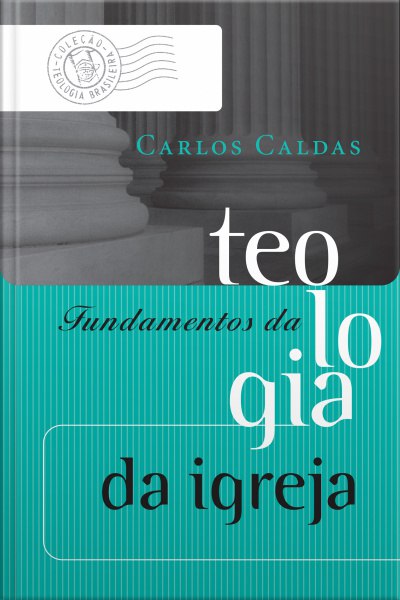 COLEÇÃO
TEOLOGIA BRASILEIRA
CARLOS CALDAS
teo
Fundamentos da
lo
gia
da igreja